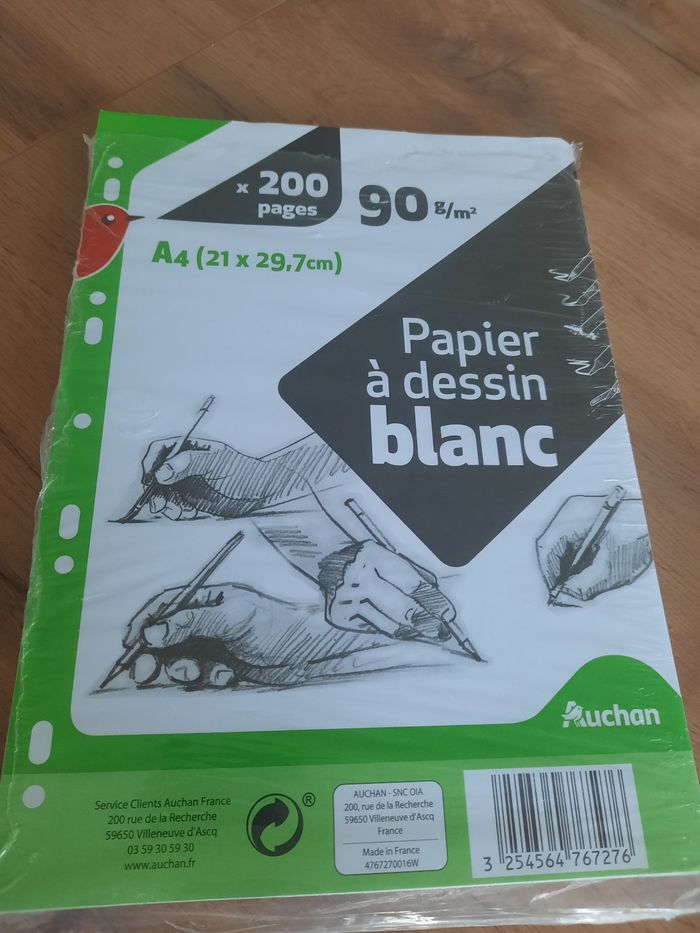 x 200
pages
90 g/m²
A4 (21 x 29,7cm)
Papier
à dessin
blanc
Auchan
Service Clients Auchan France
200 rue de la Recherche
59650 Villeneuve d'Ascq
03 59 30 59 30
www.auchan.fr
®
AUCHAN - SNC OIA
200, rue de la Recherche
59650 Villeneuve d'Ascq
France
Made in France
4767270016W
3 254564 767276